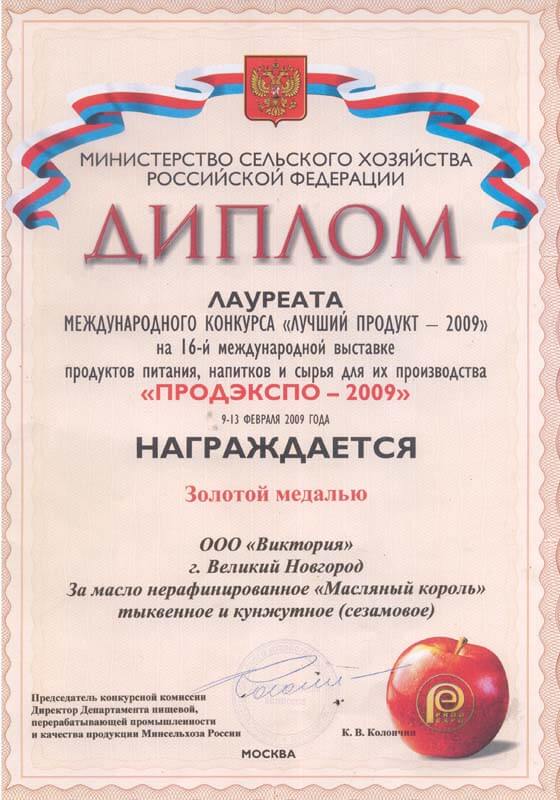 МИНИСТЕРСТВО СЕЛЬСКОГО ХОЗЯЙСТВА
РОССИЙСКОЙ ФЕДЕРАЦИИ
ДИПЛОМ
ЛАУРЕАТА
МЕЖДУНАРОДНОГО КОНКУРСА «ЛУЧШИЙ ПРОДУКТ – 2009»
на 16-й международной выставке
продуктов питания, напитков и сырья для их производства
«ПРОДЭКСПО – 2009»
9-13 ФЕВРАЛЯ 2009 ГОДА
НАГРАЖДАЕТСЯ
Золотой медалью
ООО «Виктория»
г. Великий Новгород
За масло нерафинированное «Масляный король»
тыквенное и кунжутное (сезамовое)
Председатель конкурсной комиссии
Директор Департамента пищевой,
перерабатывающей промышленности
и качества продукции Минсельхоза России
К. В. Колончин
PROD
EXPO
МОСКВА